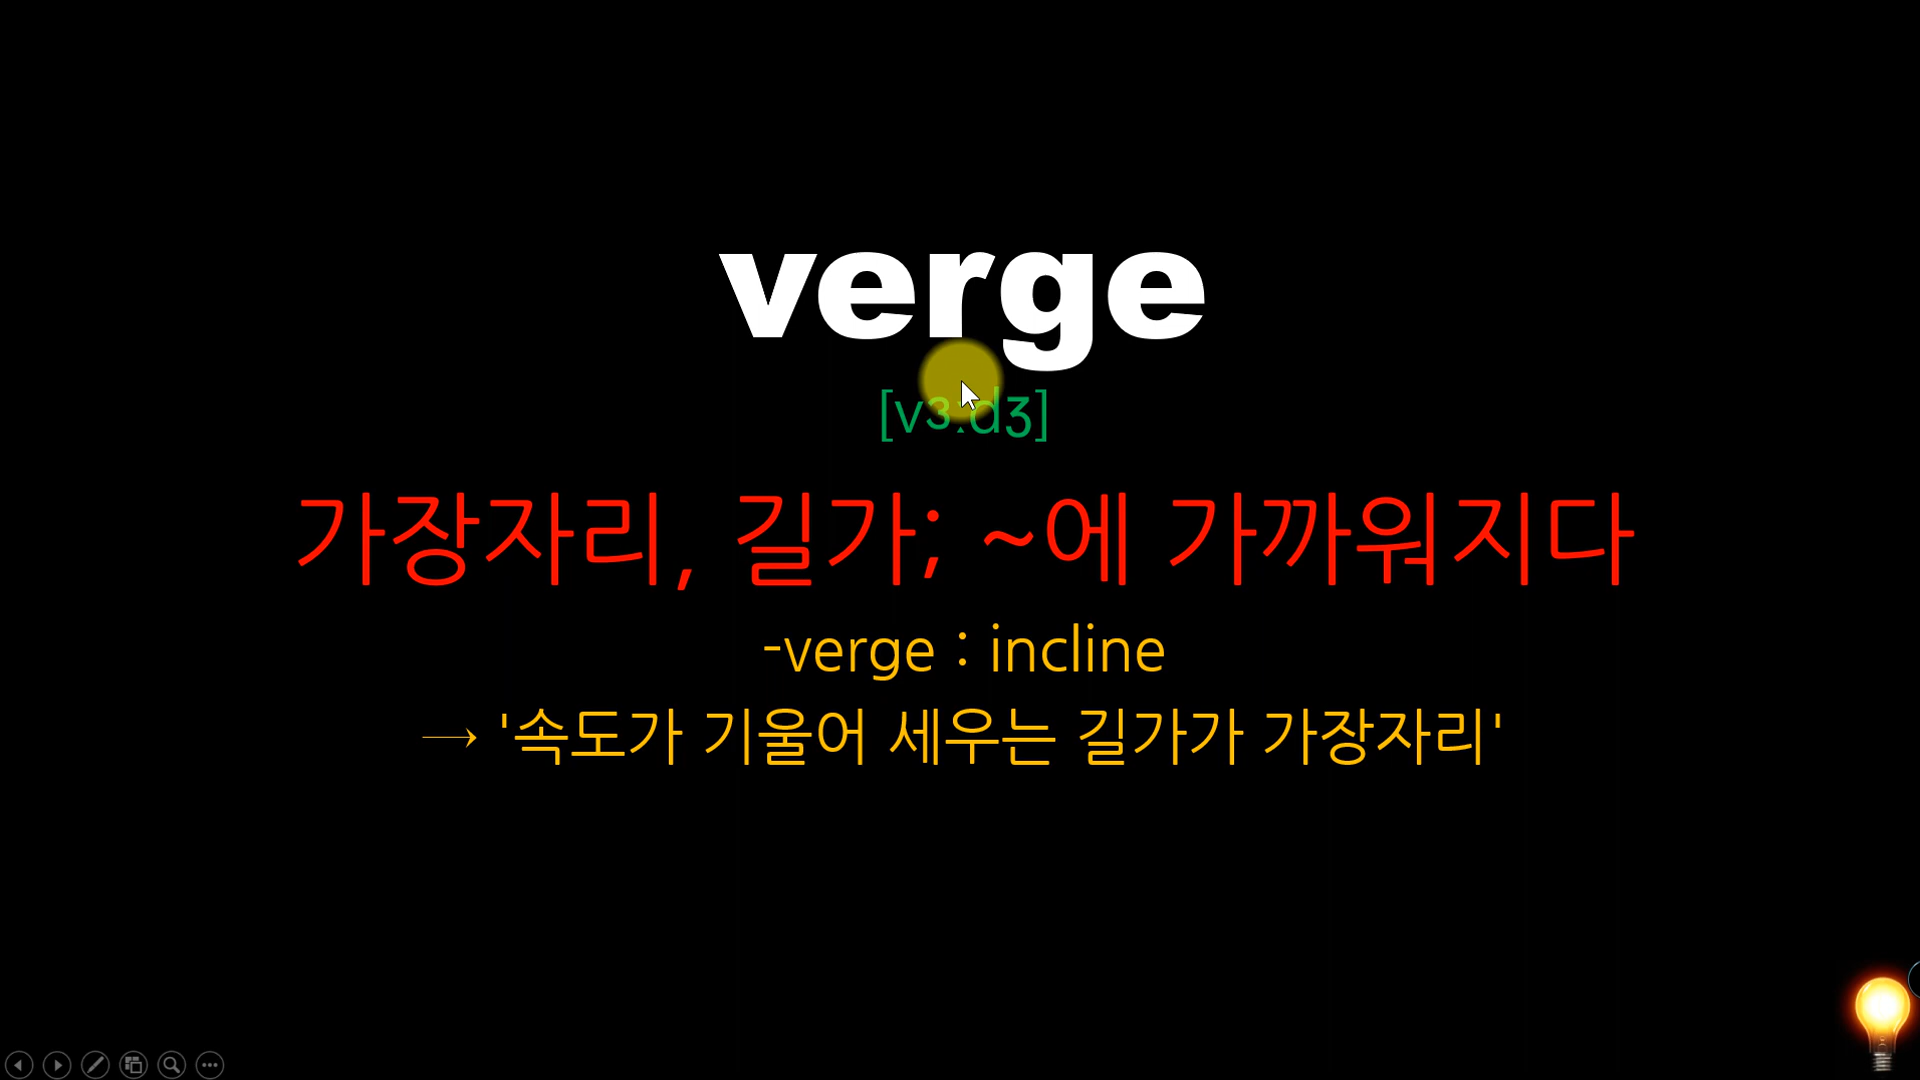 verge
[vɜːdʒ]
가장자리, 길가; ~에 가까워지다
-verge : incline
→ '속도가 기울어 세우는 길가가 가장자리'